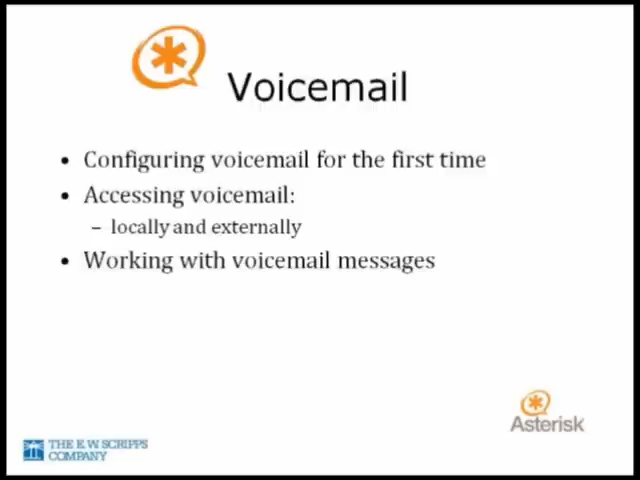 Voicemail
• Configuring voicemail for the first time
• Accessing voicemail:
– locally and externally
• Working with voicemail messages
Asterisk
THE E.W. SCRIPPS
COMPANY